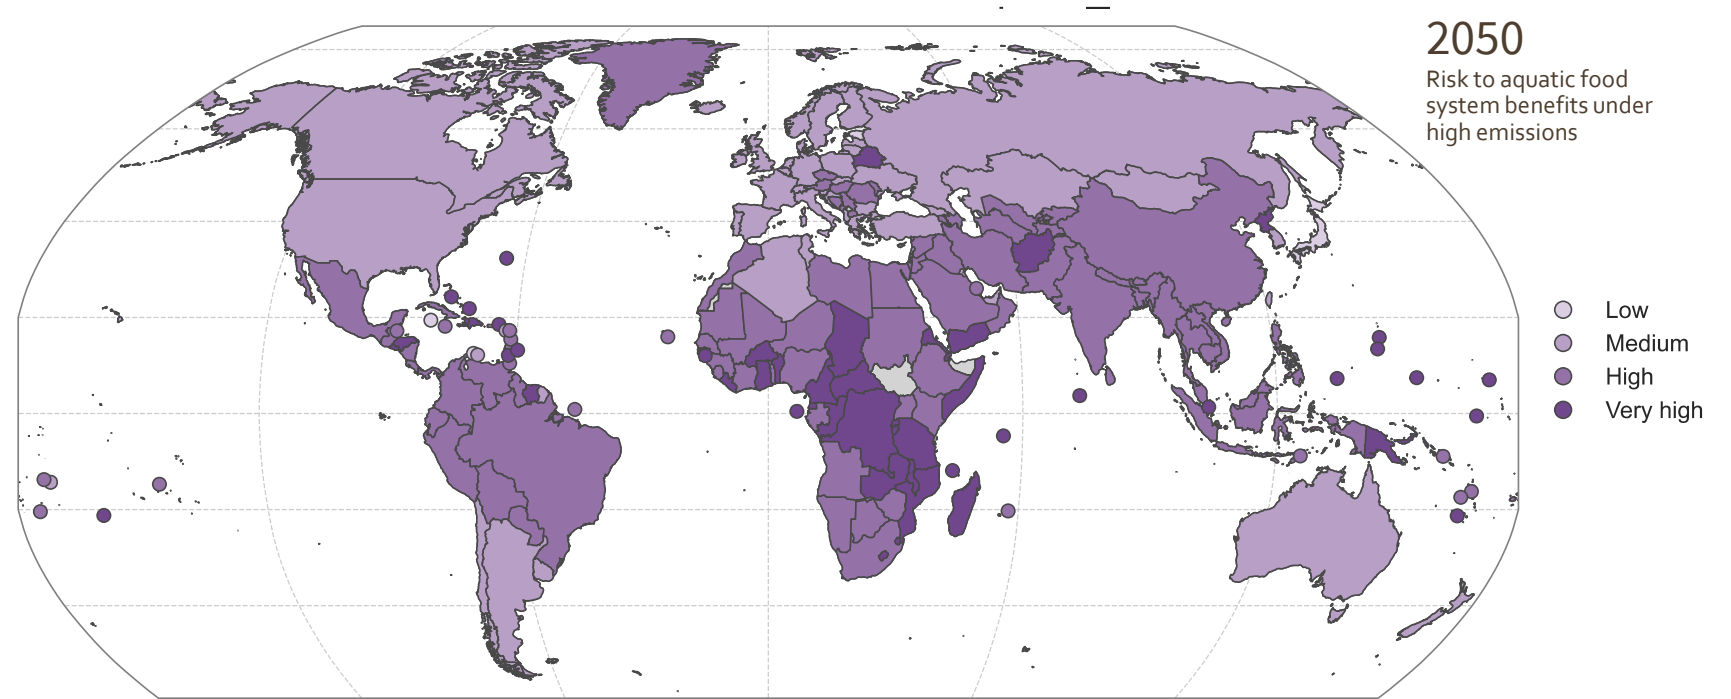 2050
Risk to aquatic food
system benefits under
high emissions
Low
Medium
High
Very high